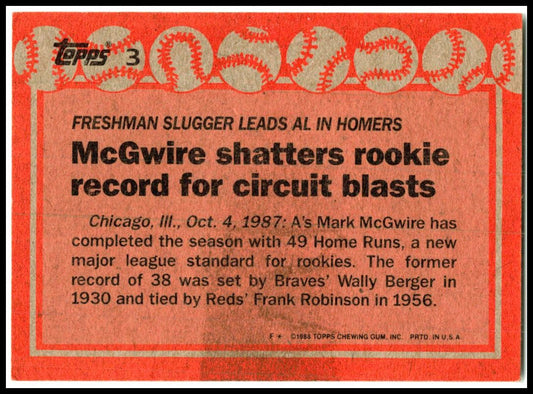 TOPPS® 3
FRESHMAN SLUGGER LEADS AL IN HOMERS
McGwire shatters rookie
record for circuit blasts
Chicago, Ill., Oct. 4, 1987: A's Mark McGwire has
completed the season with 49 Home Runs, a new
major league standard for rookies. The former
record of 38 was set by Braves' Wally Berger in
1930 and tied by Reds' Frank Robinson in 1956.
F* ©1988 TOPPS CHEWING GUM, INC. PRTD. IN U.S.A.